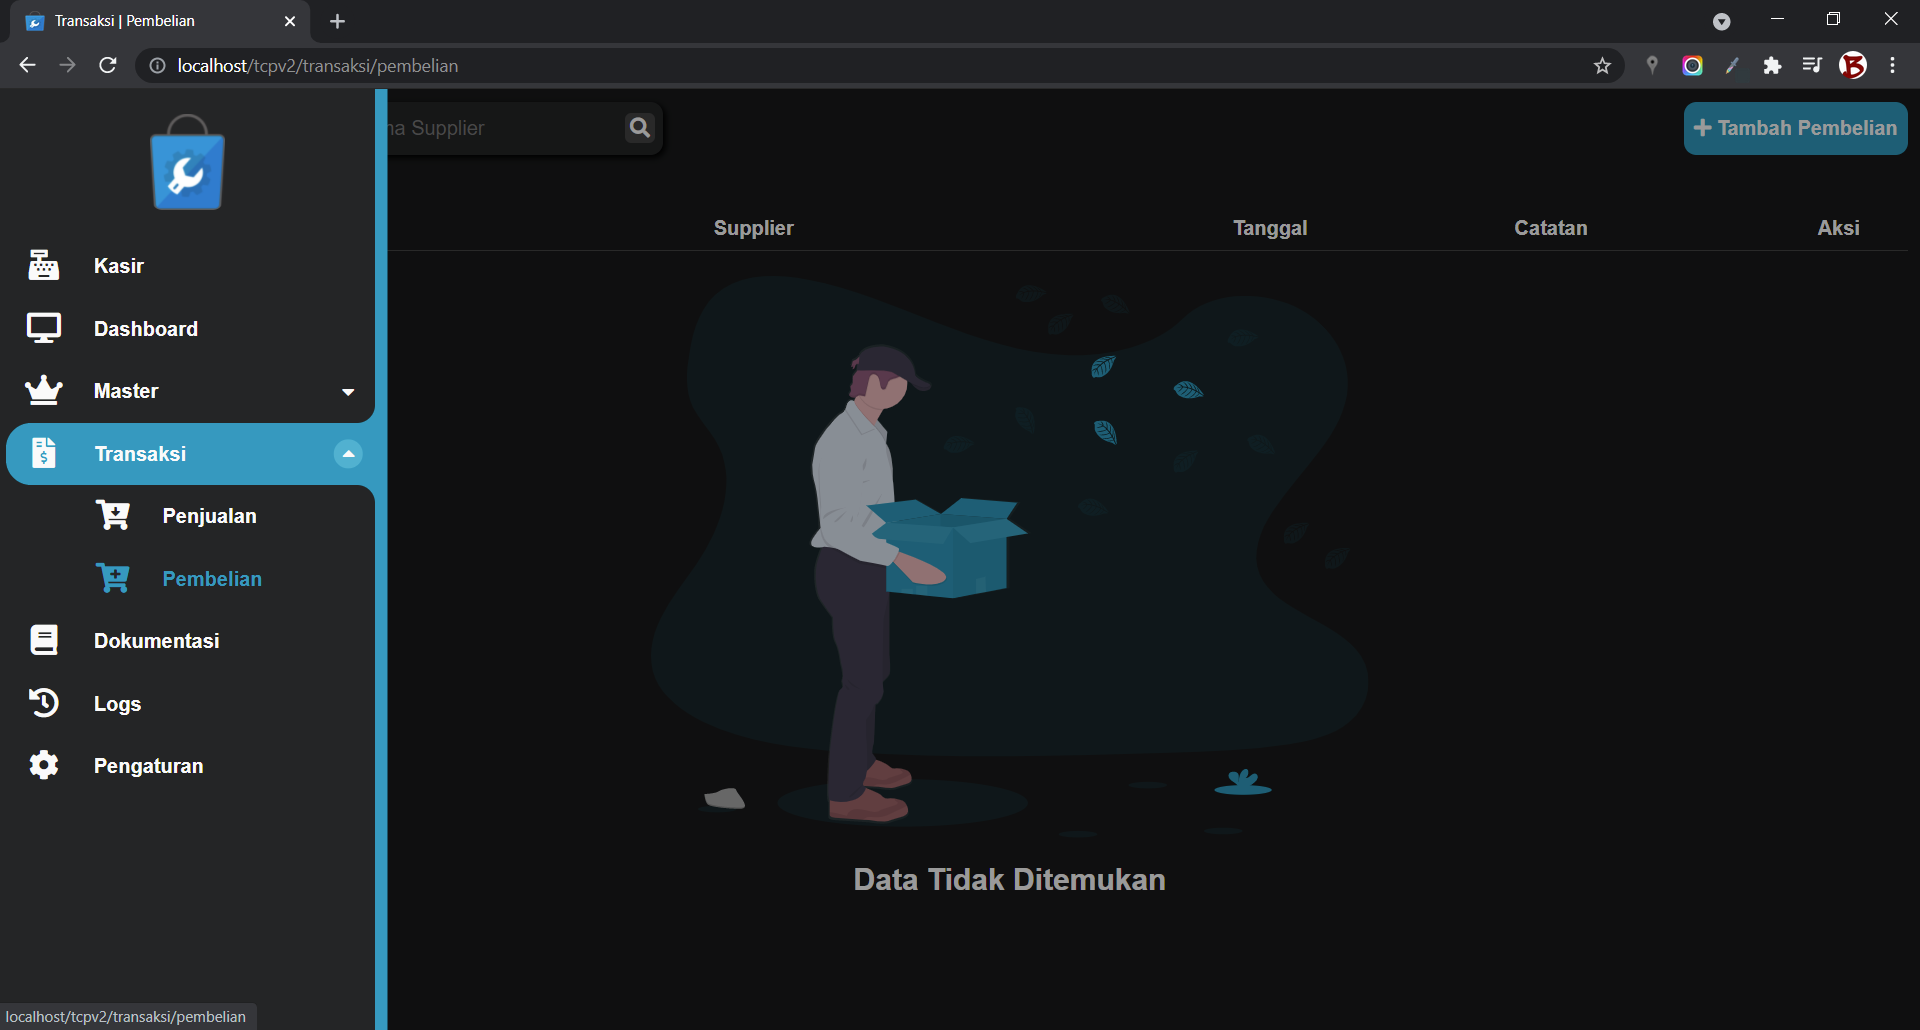 Transaksi | Pembelian
localhost/tcpv2/transaksi/pembelian
na Supplier
Tambah Pembelian
Supplier Tanggal Catatan Aksi
Kasir
Dashboard
Master
Transaksi
Penjualan
Pembelian
Dokumentasi
Logs
Pengaturan
Data Tidak Ditemukan
localhost/tcpv2/transaksi/pembelian